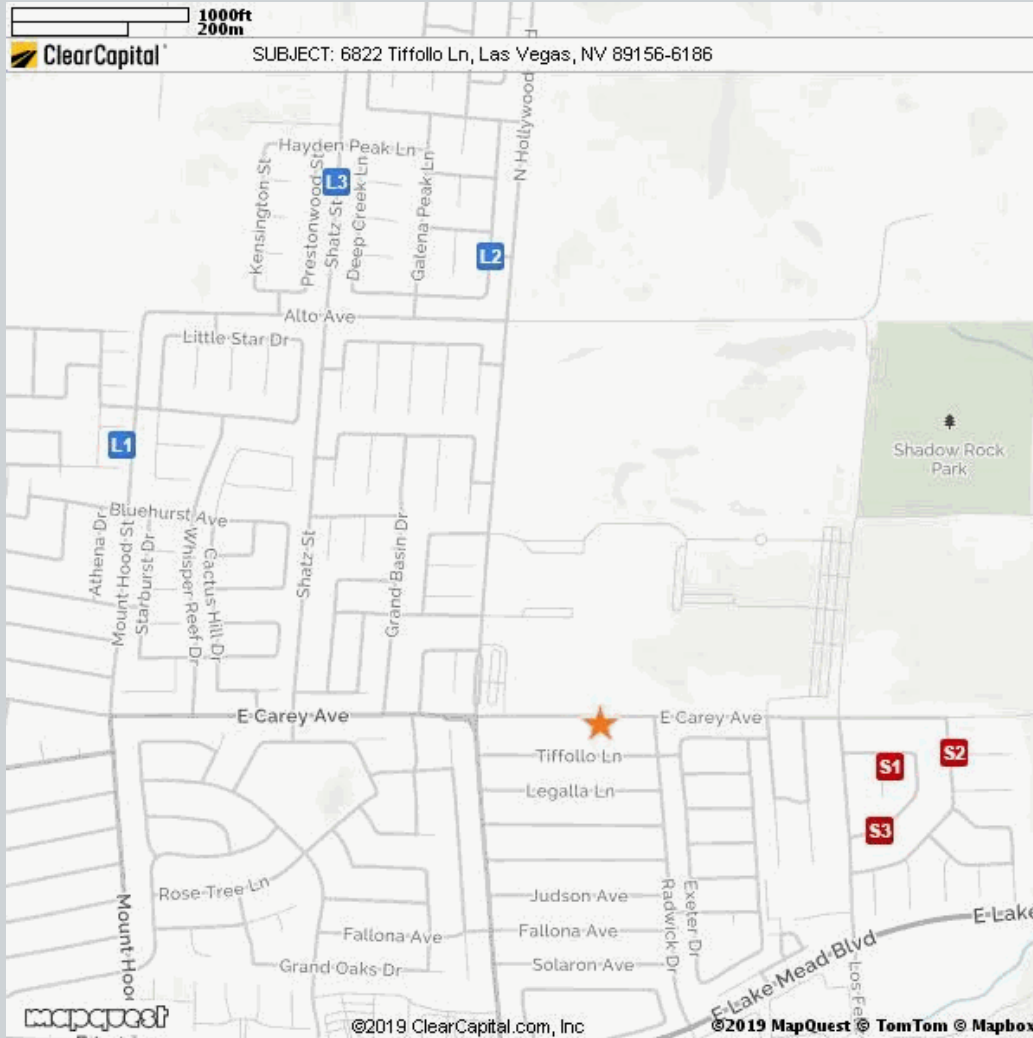 1000ft
200m
ClearCapital
SUBJECT: 6822 Tiffollo Ln, Las Vegas, NV 89156-6186
N Hollywood
Hayden Peak Ln
Kensington St
Prestonwood St
L3
Shatz St
Deep Creek Ln
Galena Peak Ln
L2
Alto Ave
Little Star Dr
L1
Shadow Rock
Park
Bluehurst Ave
Athena Dr
Mount Hood St
Starburst Dr
Whisper Reef Dr
Cactus Hill Dr
Shatz St
Grand Basin Dr
E Carey Ave
E Carey Ave
Tiffollo Ln
S1
S2
Legalla Ln
S3
Rose Tree Ln
Judson Ave
Mount Hoo
Fallona Ave
Fallona Ave
Radwick Dr
Exeter Dr
Grand Oaks Dr
Solaron Ave
E Lake Mead Blvd
E Lake
Los Fel
mapquest
©2019 ClearCapital.com, Inc
©2019 MapQuest © TomTom © Mapbox